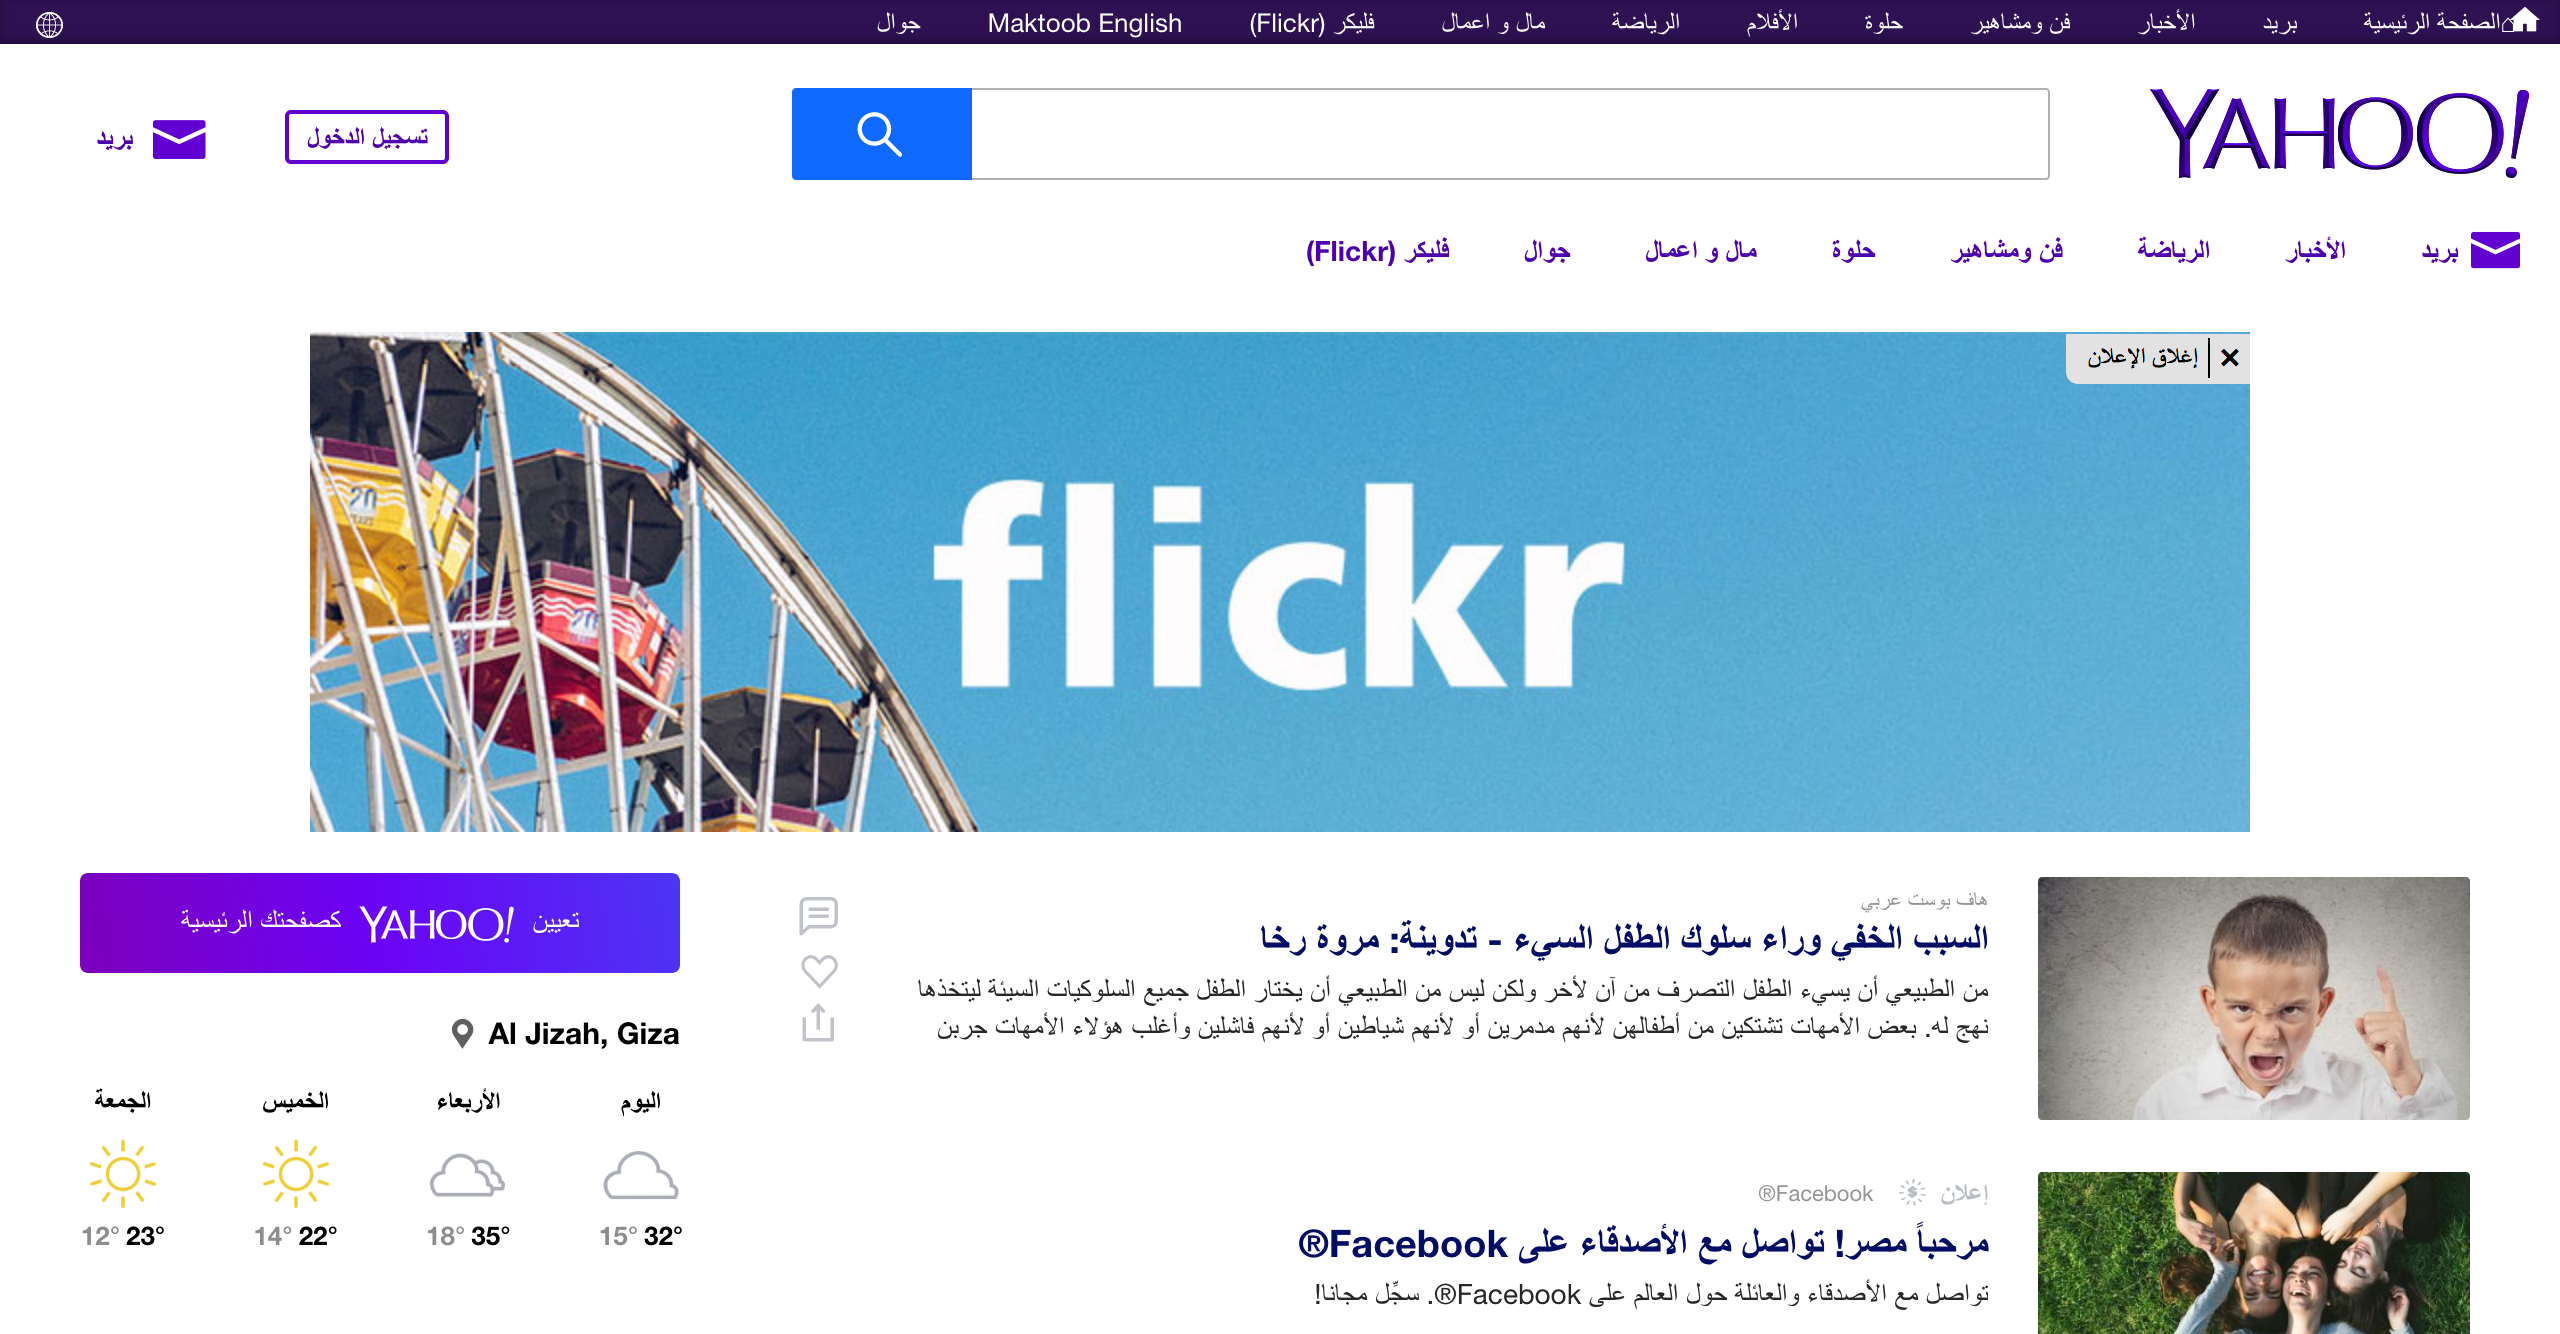 الصفحة الرئيسية
بريد
الأخبار
فن ومشاهير
حلوة
الأفلام
الرياضة
مال و اعمال
فليكر (Flickr)
Maktoob English
جوال
YAHOO!
تسجيل الدخول
بريد
بريد
الأخبار
الرياضة
فن ومشاهير
حلوة
مال و اعمال
جوال
فليكر (Flickr)
إغلاق الإعلان
flickr
20
YEARS
هاف بوست عربي
السبب الخفي وراء سلوك الطفل السيء - تدوينة: مروة رخا
من الطبيعي أن يسيء الطفل التصرف من آن لأخر ولكن ليس من الطبيعي أن يختار الطفل جميع السلوكيات السيئة ليتخذها
نهج له. بعض الأمهات تشتكين من أطفالهن لأنهم مدمرين أو لأنهم شياطين أو لأنهم فاشلين وأغلب هؤلاء الأمهات جربن
إعلان
Facebook®
مرحباً مصر! تواصل مع الأصدقاء على Facebook®
تواصل مع الأصدقاء والعائلة حول العالم على Facebook®. سجِّل مجانا!
تعيين YAHOO! كصفحتك الرئيسية
Al Jizah, Giza
اليوم
الأربعاء
الخميس
الجمعة
15° 32°
18° 35°
14° 22°
12° 23°